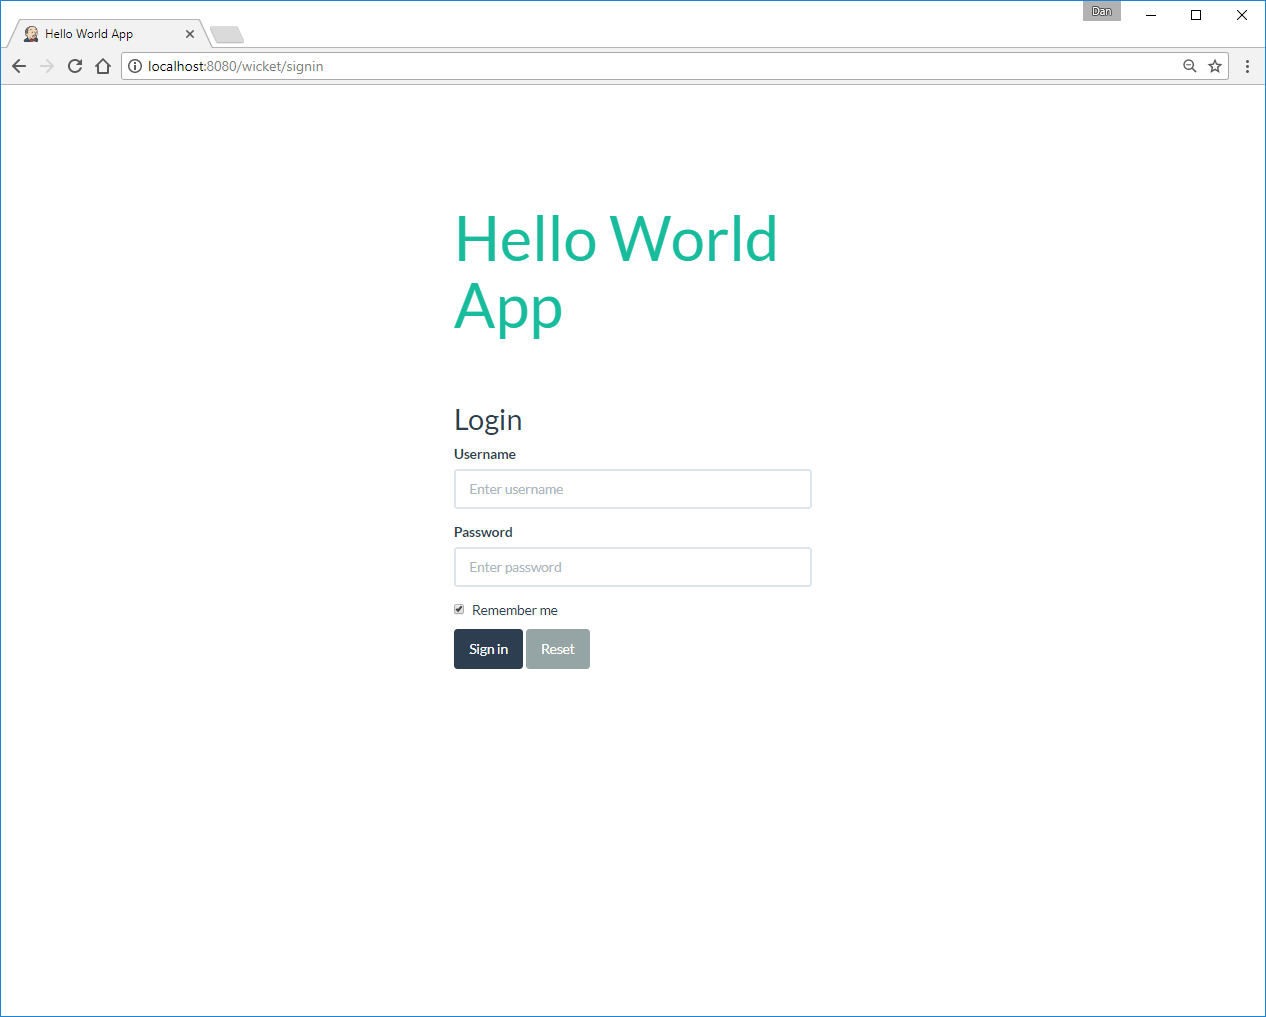 Dan
Hello World App
localhost:8080/wicket/signin
Hello World
App
Login
Username
Enter username
Password
Enter password
Remember me
Sign in Reset